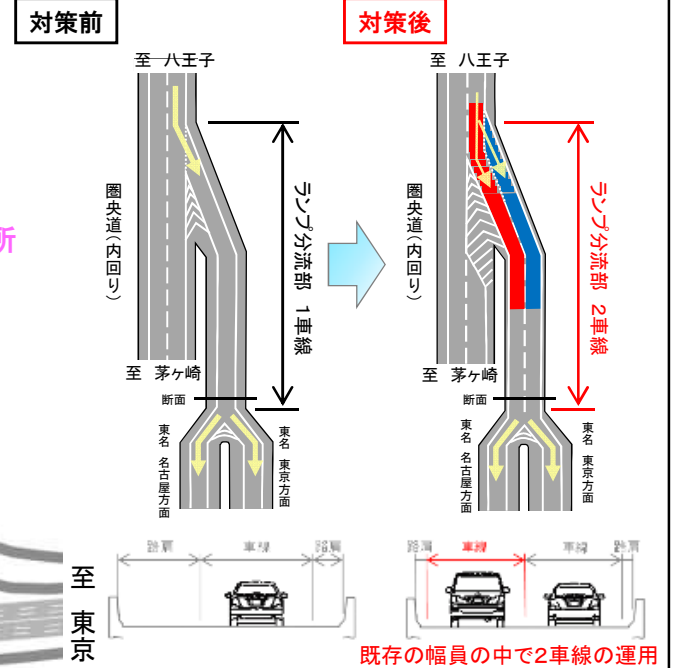 対策前
対策後
至 八王子
至 八王子
所
圏央道(内回り)
ランプ分流部 1車線
圏央道(内回り)
ランプ分流部 2車線
至 茅ヶ崎
至 茅ヶ崎
断面
断面
東名 名古屋方面
東名 東京方面
東名 名古屋方面
東名 東京方面
路肩
車線
路肩
路肩
車線
車線
路肩
至 東京
既存の幅員の中で2車線の運用